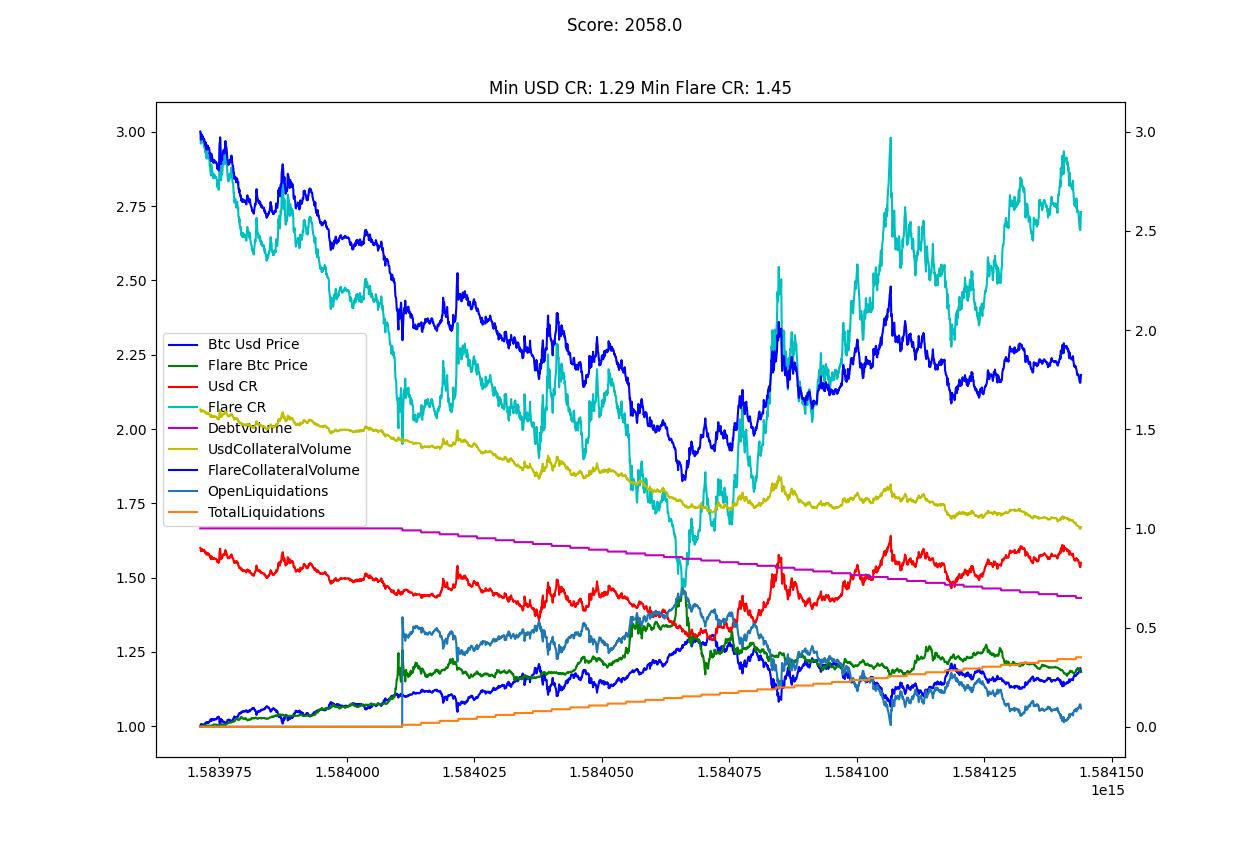 Score: 2058.0
Min USD CR: 1.29 Min Flare CR: 1.45
3.00
2.75
2.50
2.25
2.00
1.75
1.50
1.25
1.00
Btc Usd Price
Flare Btc Price
Usd CR
Flare CR
DebtVolume
UsdCollateralVolume
FlareCollateralVolume
OpenLiquidations
TotalLiquidations
3.0
2.5
2.0
1.5
1.0
0.5
0.0
1.583975 1.584000 1.584025 1.584050 1.584075 1.584100 1.584125 1.584150
1e15